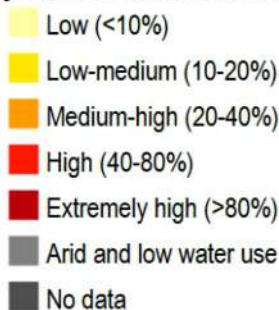 Low (<10%)
Low-medium (10-20%)
Medium-high (20-40%)
High (40-80%)
Extremely high (>80%)
Arid and low water use
No data